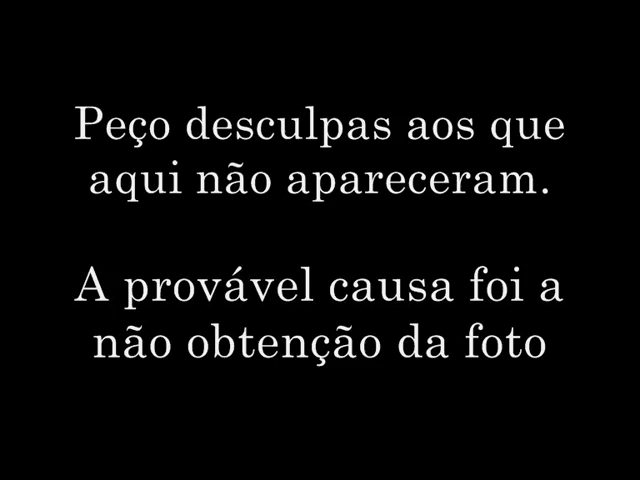 Peço desculpas aos que
aqui não apareceram.
A provável causa foi a
não obtenção da foto